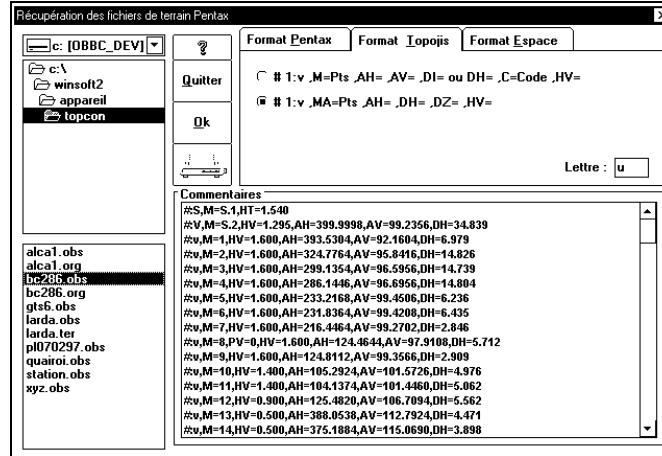 Récupération des fichiers de terrain Pentax
c: [OBBC_DEV]
c:\
winsoft2
appareil
topcon
?
Quitter
Ok
Format Pentax
Format Topojis
Format Espace
# 1:v ,M=Pts ,AH= ,AV= ,DI= ou DH= ,C=Code ,HV=
# 1:v ,MA=Pts ,AH= ,DH= ,DZ= ,HV=
Lettre : u
alca1.obs
alca1.org
bc286.obs
bc286.org
gts6.obs
larda.obs
larda.ter
pl070297.obs
quairoi.obs
station.obs
xyz.obs
Commentaires
#:S,M=S.1,HT=1.540
#:V,M=S.2,HV=1.295,AH=399.9998,AV=99.2356,DH=34.839
#:v,M=1,HV=1.600,AH=393.5304,AV=92.1604,DH=6.979
#:v,M=2,HV=1.600,AH=324.7764,AV=95.8416,DH=14.826
#:v,M=3,HV=1.600,AH=299.1354,AV=96.5956,DH=14.739
#:v,M=4,HV=1.600,AH=286.1446,AV=96.6956,DH=14.804
#:v,M=5,HV=1.600,AH=233.2168,AV=99.4506,DH=6.236
#:v,M=6,HV=1.600,AH=231.8364,AV=99.4208,DH=6.435
#:v,M=7,HV=1.600,AH=216.4464,AV=99.2702,DH=2.846
#:v,M=8,PV=0,HV=1.600,AH=124.4644,AV=97.9108,DH=5.712
#:v,M=9,HV=1.600,AH=124.8112,AV=99.3566,DH=2.909
#:v,M=10,HV=1.400,AH=105.2924,AV=101.5726,DH=4.976
#:v,M=11,HV=1.400,AH=104.1374,AV=101.4460,DH=5.062
#:v,M=12,HV=0.900,AH=125.4820,AV=106.7094,DH=5.562
#:v,M=13,HV=0.500,AH=388.0538,AV=112.7924,DH=4.471
#:v,M=14,HV=0.500,AH=375.1884,AV=115.0690,DH=3.898